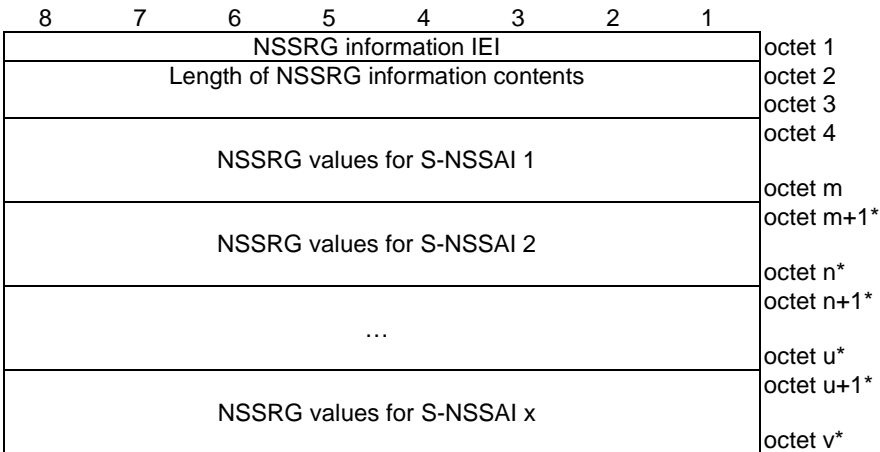 8 7 6 5 4 3 2 1
NSSRG information IEI octet 1
Length of NSSRG information contents octet 2
octet 3
octet 4
NSSRG values for S-NSSAI 1
octet m
octet m+1*
NSSRG values for S-NSSAI 2
octet n*
octet n+1*
…
octet u*
octet u+1*
NSSRG values for S-NSSAI x
octet v*